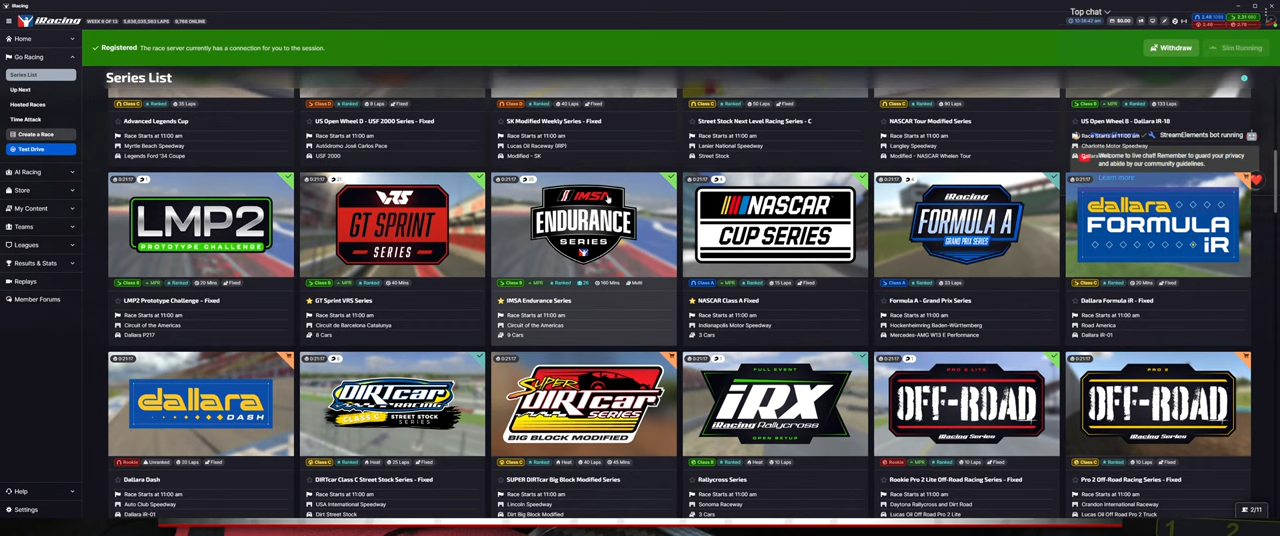 iRacing
iRacing
WEEK 8 OF 13
9,766 ONLINE
Top chat
10:38:42 am
$0.00
Home
Go Racing
Series List
Up Next
Hosted Races
Time Attack
Create a Race
Test Drive
AI Racing
Store
My Content
Teams
Leagues
Results & Stats
Replays
Member Forums
Help
Settings
Registered The race server currently has a connection for you to the session.
Withdraw
Sim Running
Series List
Class C Ranked 35 Laps
Advanced Legends Cup
Race Starts at 11:00 am
Myrtle Beach Speedway
Legends Ford '34 Coupe
Class D Ranked 8 Laps Fixed
US Open Wheel D - USF 2000 Series - Fixed
Race Starts at 11:00 am
Autódromo José Carlos Pace
USF 2000
Class D Ranked 40 Laps Fixed
SK Modified Weekly Series - Fixed
Race Starts at 11:00 am
Lucas Oil Raceway (IRP)
Modified - SK
Class C Ranked 50 Laps Fixed
Street Stock Next Level Racing Series - C
Race Starts at 11:00 am
Lanier National Speedway
Street Stock
Class C Ranked 90 Laps
NASCAR Tour Modified Series
Race Starts at 11:00 am
Langley Speedway
Modified - NASCAR Whelen Tour
Class B MPR Ranked 133 Laps
US Open Wheel B - Dallara IR-18
Race Starts at 11:00 am
Charlotte Motor Speedway
StreamElements bot running
Welcome to live chat! Remember to guard your privacy
and abide by our community guidelines.
Learn more
0:21:17 1
LMP2
PROTOTYPE CHALLENGE
Class B MPR Ranked 20 Mins Fixed
LMP2 Prototype Challenge - Fixed
Race Starts at 11:00 am
Circuit of the Americas
Dallara P217
0:21:17 21
VRS
GT SPRINT
SERIES
Class B MPR Ranked 40 Mins
GT Sprint VRS Series
Race Starts at 11:00 am
Circuit de Barcelona Catalunya
8 Cars
0:21:17
IMSA
ENDURANCE
SERIES
Class B MPR Ranked 26 160 Mins Multi
IMSA Endurance Series
Race Starts at 11:00 am
Circuit of the Americas
9 Cars
0:21:17 4
NASCAR
CUP SERIES
Class A MPR Ranked 15 Laps Fixed
NASCAR Class A Fixed
Race Starts at 11:00 am
Indianapolis Motor Speedway
3 Cars
0:21:17 4
iRacing
FORMULA A
GRAND PRIX SERIES
Class A Ranked 33 Laps
Formula A - Grand Prix Series
Race Starts at 11:00 am
Hockenheimring Baden-Württemberg
Mercedes-AMG W13 E Performance
0:21:17
dallara
FORMULA
iR
Class C Ranked 20 Mins Fixed
Dallara Formula iR - Fixed
Race Starts at 11:00 am
Road America
Dallara iR-01
0:21:17
dallara
DASH
Rookie Unranked 20 Laps Fixed
Dallara Dash
Race Starts at 11:00 am
Auto Club Speedway
Dallara iR-01
0:21:17
DIRTcar
RACING
CLASS C STREET STOCK
SERIES
Class C Ranked Heat 25 Laps Fixed
DIRTcar Class C Street Stock Series - Fixed
Race Starts at 11:00 am
USA International Speedway
Dirt Street Stock
0:21:17
SUPER
DIRTcar
SERIES
BIG BLOCK MODIFIED
Class C Ranked Heat 40 Laps 45 Mins
SUPER DIRTcar Big Block Modified Series
Race Starts at 11:00 am
Lincoln Speedway
Dirt Big Block Modified
0:21:17 1
FULL EVENT
iRX
iRacing Rallycross
OPEN SETUP
Class B Ranked Heat 10 Laps
Rallycross Series
Race Starts at 11:00 am
Sonoma Raceway
3 Cars
0:21:17 1
PRO 2 LITE
OFF-ROAD
iRacing Series
Rookie MPR Ranked 10 Laps Fixed
Rookie Pro 2 Lite Off-Road Racing Series - Fixed
Race Starts at 11:00 am
Daytona Rallycross and Dirt Road
Lucas Oil Off Road Pro 2 Lite
0:21:17
PRO 2
OFF-ROAD
iRacing Series
Class C Ranked 10 Laps Fixed
Pro 2 Off-Road Racing Series - Fixed
Race Starts at 11:00 am
Crandon International Raceway
Lucas Oil Off Road Pro 2 Truck
2/11
1 2